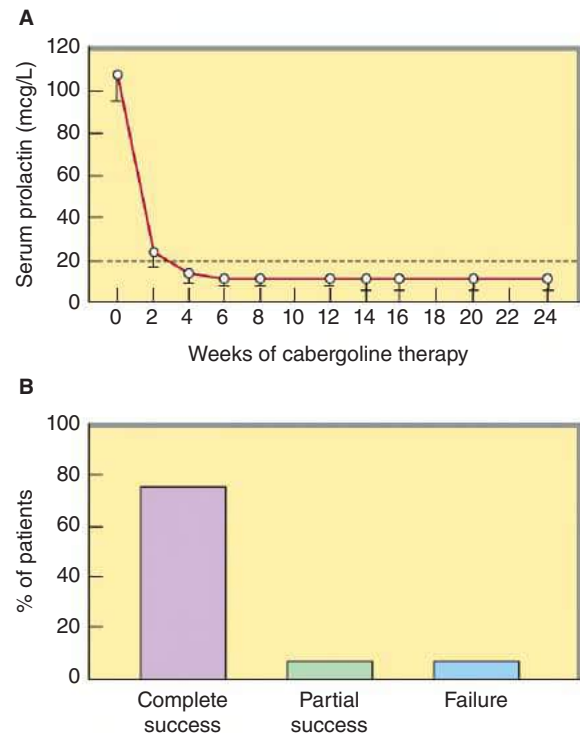 A
Serum prolactin (mcg/L)
120
100
80
60
40
20
0
0 2 4 6 8 10 12 14 16 18 20 22 24
Weeks of cabergoline therapy
B
% of patients
100
80
60
40
20
0
Complete success
Partial success
Failure